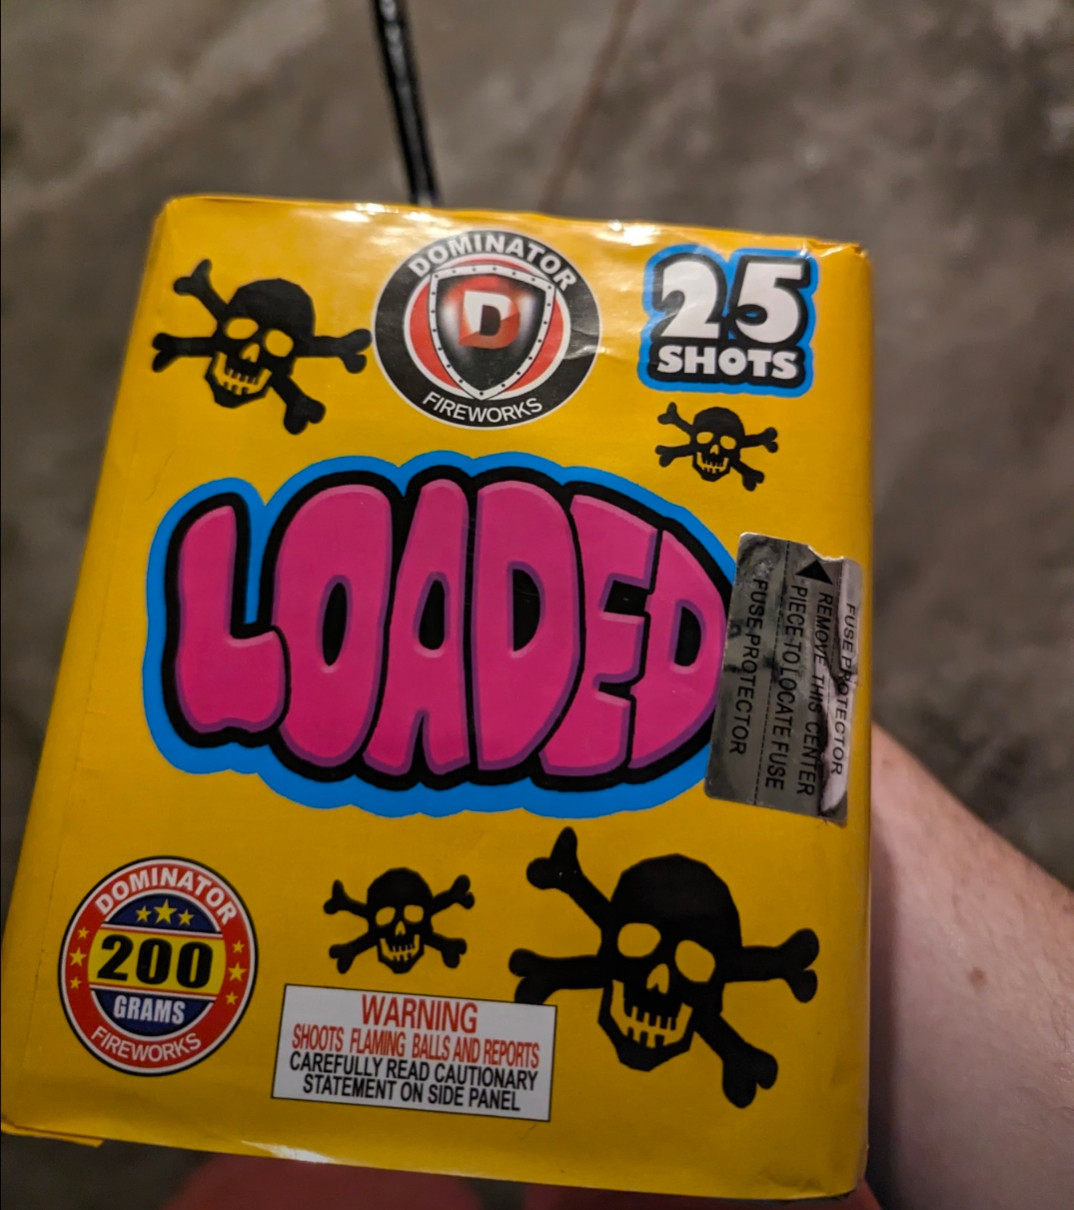 DOMINATOR
D
FIREWORKS
25
SHOTS
LOADED
FUSE PROTECTOR
REMOVE THIS CENTER
PIECE TO LOCATE FUSE
FUSE PROTECTOR
DOMINATOR
200
GRAMS
FIREWORKS
WARNING
SHOOTS FLAMING BALLS AND REPORTS
CAREFULLY READ CAUTIONARY
STATEMENT ON SIDE PANEL